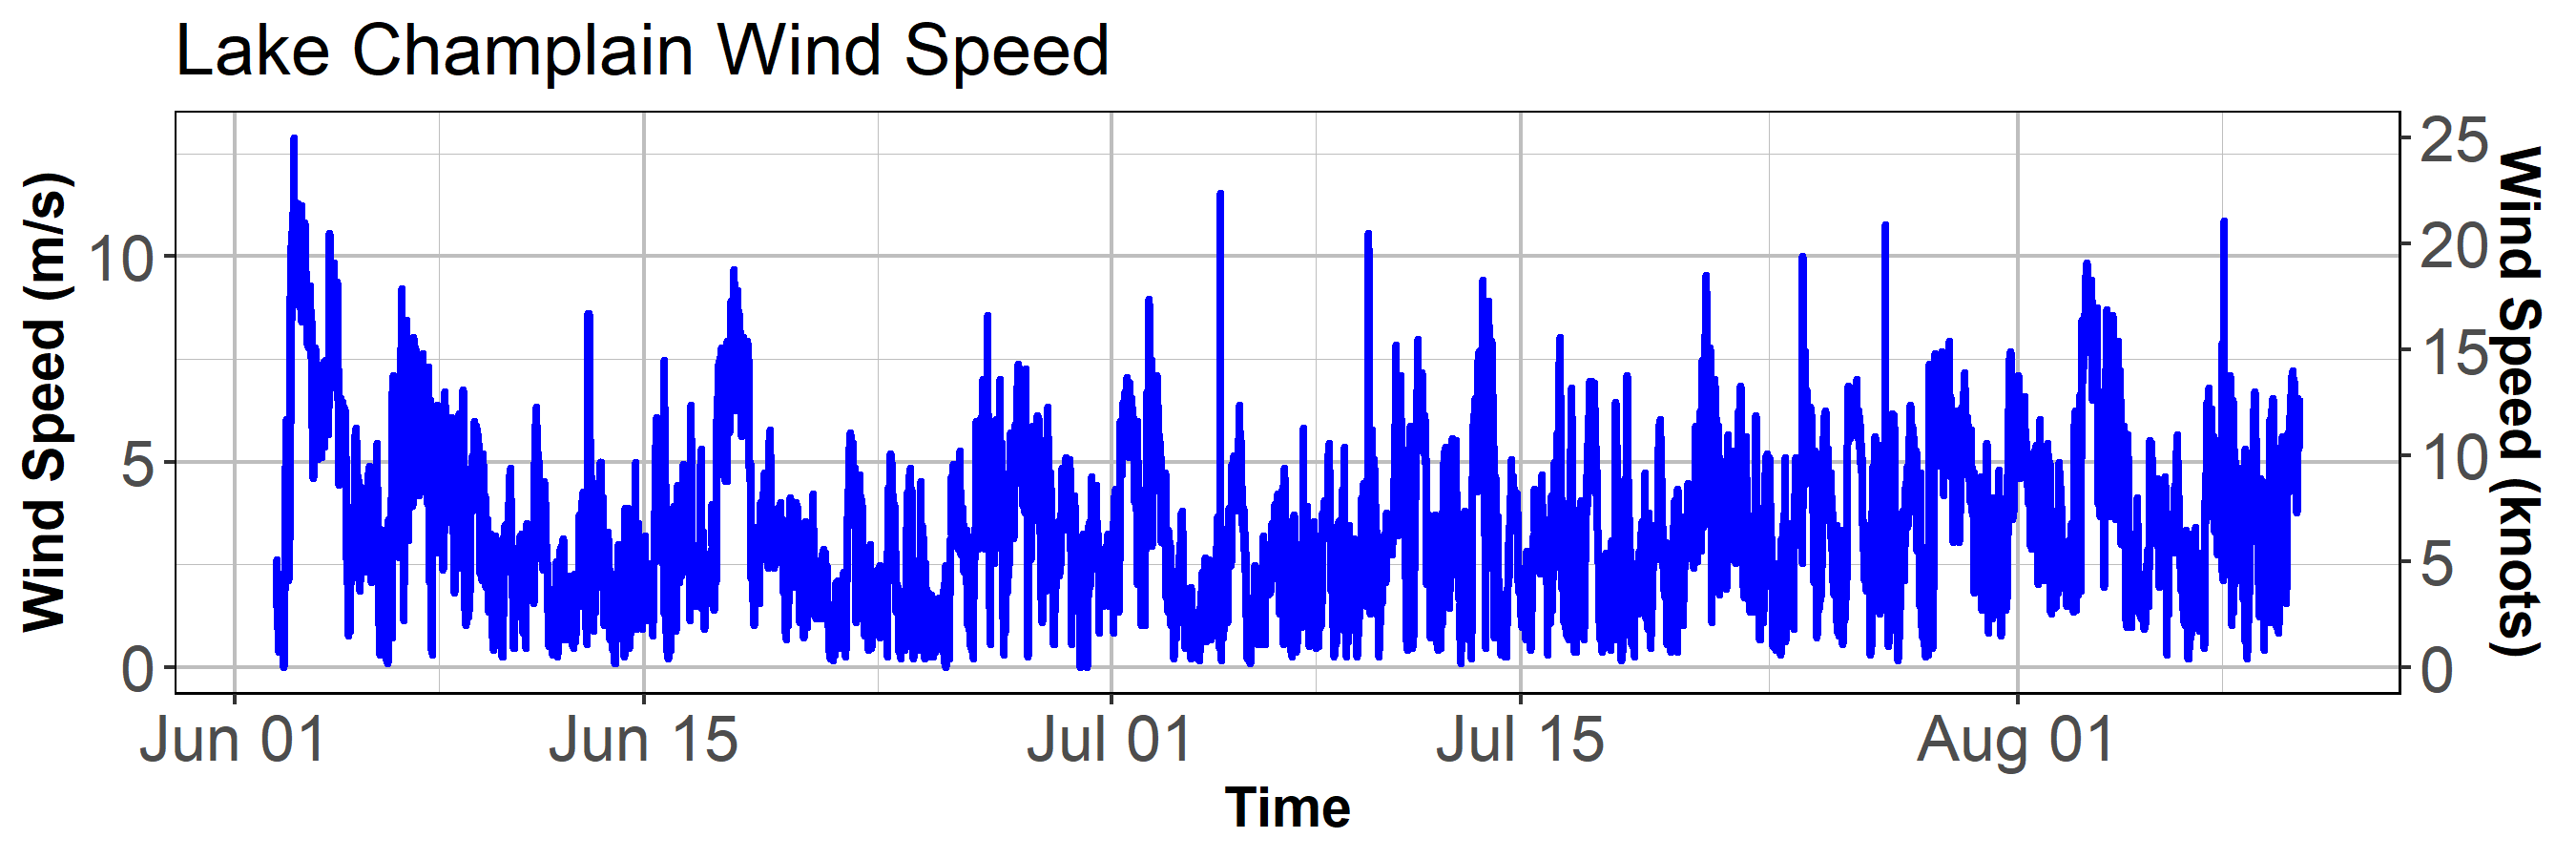 Lake Champlain Wind Speed
Wind Speed (m/s)
10
5
0
25
20
15
10
5
0
Wind Speed (knots)
Jun 01 Jun 15 Jul 01 Jul 15 Aug 01
Time